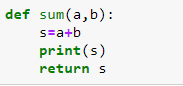 def sum(a,b):
    s=a+b
    print(s)
    return s